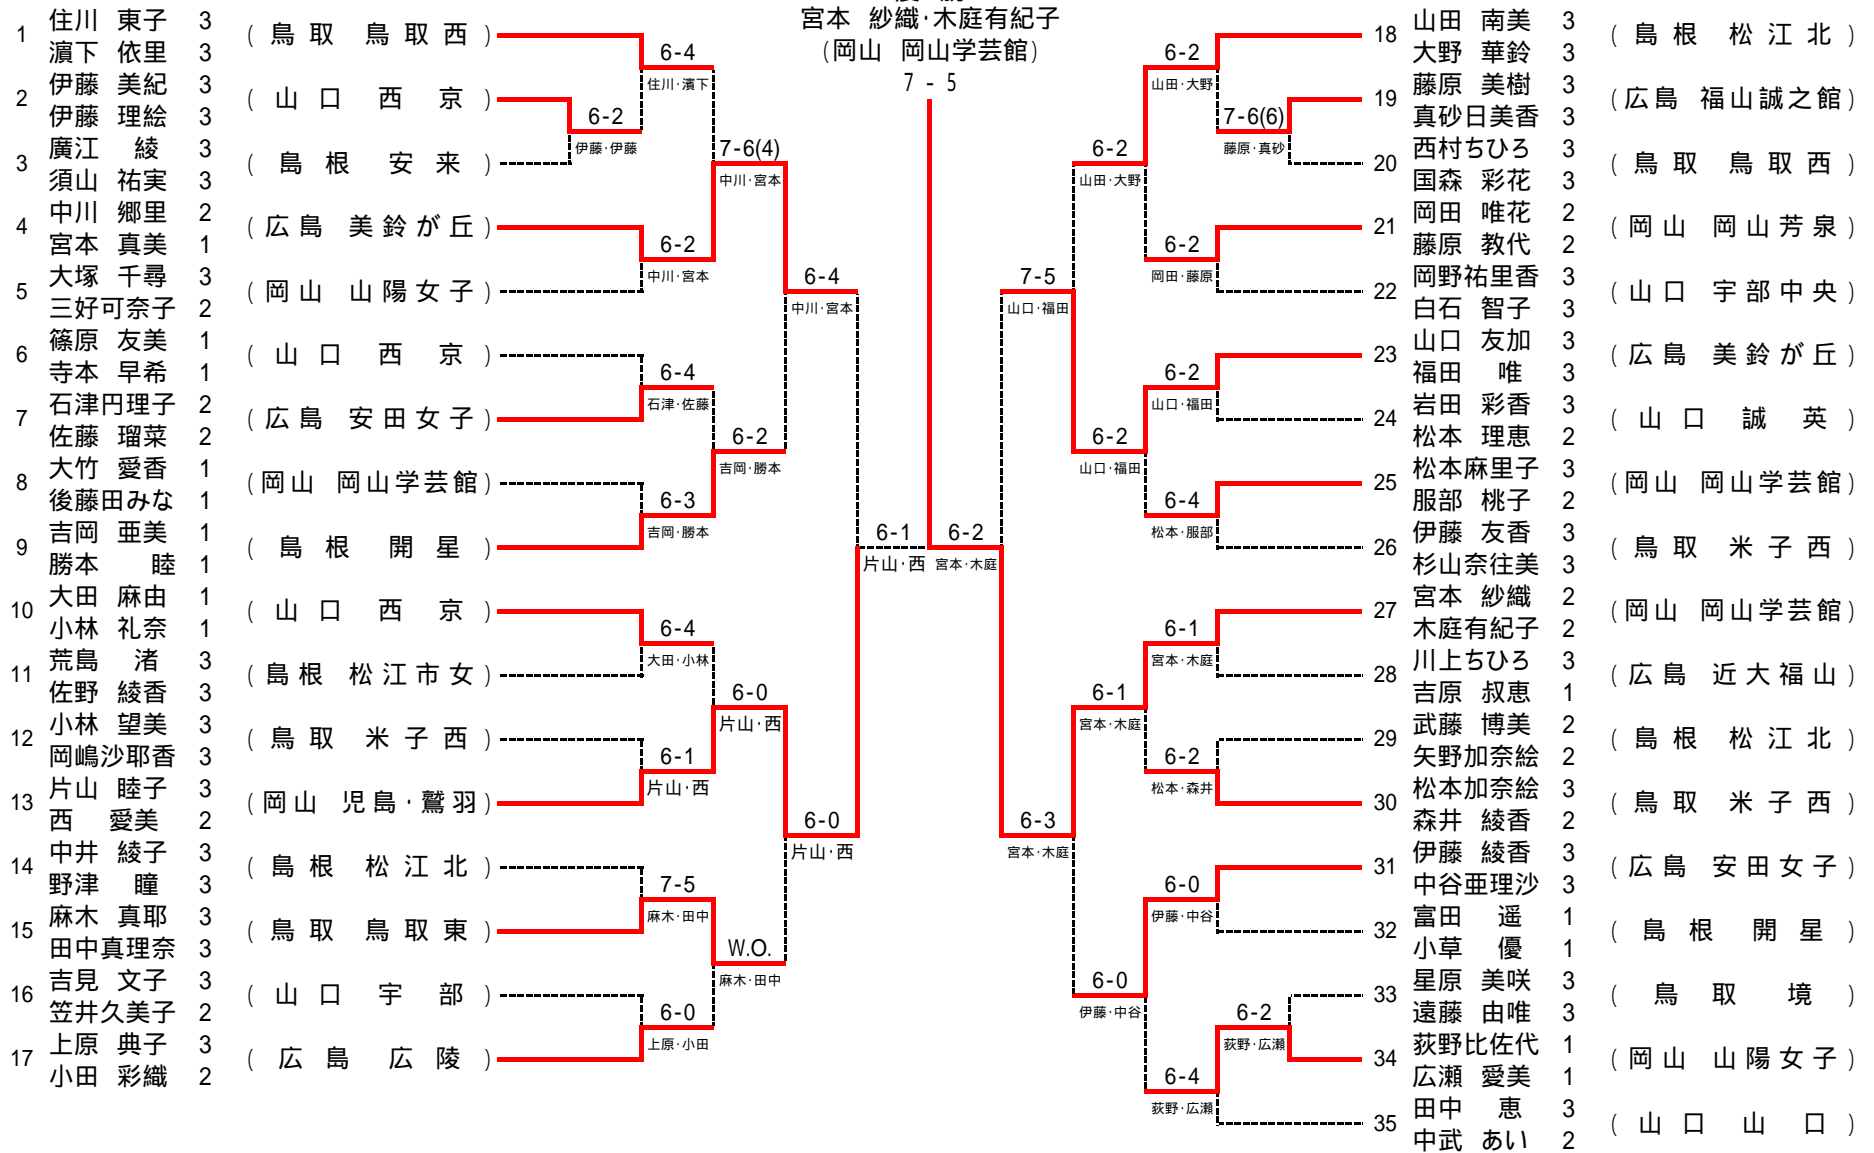 宮本 紗織･木庭有紀子
(岡山 岡山学芸館)
7 - 5
1 住川 東子 3 (鳥取 鳥取西)
濵下 依里 3
2 伊藤 美紀 3 (山口 西京)
伊藤 理絵 3
3 廣江 綾 3 (島根 安来)
須山 祐実 3
4 中川 郷里 2 (広島 美鈴が丘)
宮本 真美 1
5 大塚 千尋 3 (岡山 山陽女子)
三好可奈子 2
6 篠原 友美 1 (山口 西京)
寺本 早希 1
7 石津円理子 2 (広島 安田女子)
佐藤 瑠菜 2
8 大竹 愛香 1 (岡山 岡山学芸館)
後藤田みな 1
9 吉岡 亜美 1 (島根 開星)
勝本 睦 1
10 大田 麻由 1 (山口 西京)
小林 礼奈 1
11 荒島 渚 3 (島根 松江市女)
佐野 綾香 3
12 小林 望美 3 (鳥取 米子西)
岡嶋沙耶香 3
13 片山 睦子 3 (岡山 児島･鷲羽)
西 愛美 2
14 中井 綾子 3 (島根 松江北)
野津 瞳 3
15 麻木 真耶 3 (鳥取 鳥取東)
田中真理奈 3
16 吉見 文子 3 (山口 宇部)
笠井久美子 2
17 上原 典子 3 (広島 広陵)
小田 彩織 2
6-2
伊藤･伊藤
6-4
住川･濱下
6-2
中川･宮本
6-4
石津･佐藤
6-3
吉岡･勝本
6-4
大田･小林
6-1
片山･西
7-5
麻木･田中
6-0
上原･小田
7-6(4)
中川･宮本
6-2
吉岡･勝本
6-0
片山･西
W.O.
麻木･田中
6-4
中川･宮本
6-0
片山･西
6-1
片山･西
6-2
宮本･木庭
7-5
山口･福田
6-3
宮本･木庭
6-2
山田･大野
6-2
山口･福田
6-1
宮本･木庭
6-0
伊藤･中谷
6-2
山田･大野
6-2
岡田･藤原
6-2
山口･福田
6-4
松本･服部
6-1
宮本･木庭
6-2
松本･森井
6-0
伊藤･中谷
6-4
荻野･広瀬
7-6(6)
藤原･真砂
6-2
荻野･広瀬
18 山田 南美 3 (島根 松江北)
大野 華鈴 3
19 藤原 美樹 3 (広島 福山誠之館)
真砂日美香 3
20 西村ちひろ 3 (鳥取 鳥取西)
国森 彩花 3
21 岡田 唯花 2 (岡山 岡山芳泉)
藤原 教代 2
22 岡野祐里香 3 (山口 宇部中央)
白石 智子 3
23 山口 友加 3 (広島 美鈴が丘)
福田 唯 3
24 岩田 彩香 3 (山口 誠英)
松本 理恵 2
25 松本麻里子 3 (岡山 岡山学芸館)
服部 桃子 2
26 伊藤 友香 3 (鳥取 米子西)
杉山奈往美 3
27 宮本 紗織 2 (岡山 岡山学芸館)
木庭有紀子 2
28 川上ちひろ 3 (広島 近大福山)
吉原 叔恵 1
29 武藤 博美 2 (島根 松江北)
矢野加奈絵 2
30 松本加奈絵 3 (鳥取 米子西)
森井 綾香 2
31 伊藤 綾香 3 (広島 安田女子)
中谷亜理沙 3
32 富田 遥 1 (島根 開星)
小草 優 1
33 星原 美咲 3 (鳥取 境)
遠藤 由唯 3
34 荻野比佐代 1 (岡山 山陽女子)
広瀬 愛美 1
35 田中 恵 3 (山口 山口)
中武 あい 2